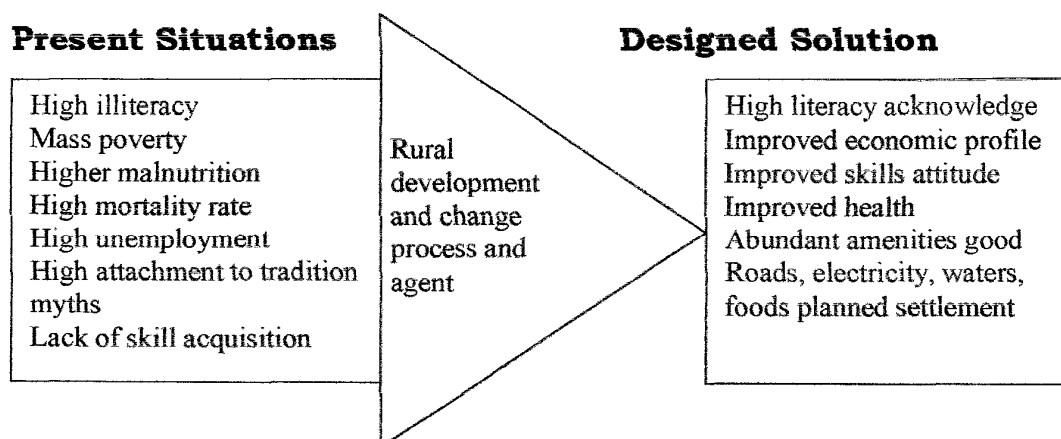 Present Situations
High illiteracy
Mass poverty
Higher malnutrition
High mortality rate
High unemployment
High attachment to tradition
myths
Lack of skill acquisition
Rural
development
and change
process and
agent
Designed Solution
High literacy acknowledge
Improved economic profile
Improved skills attitude
Improved health
Abundant amenities good
Roads, electricity, waters,
foods planned settlement